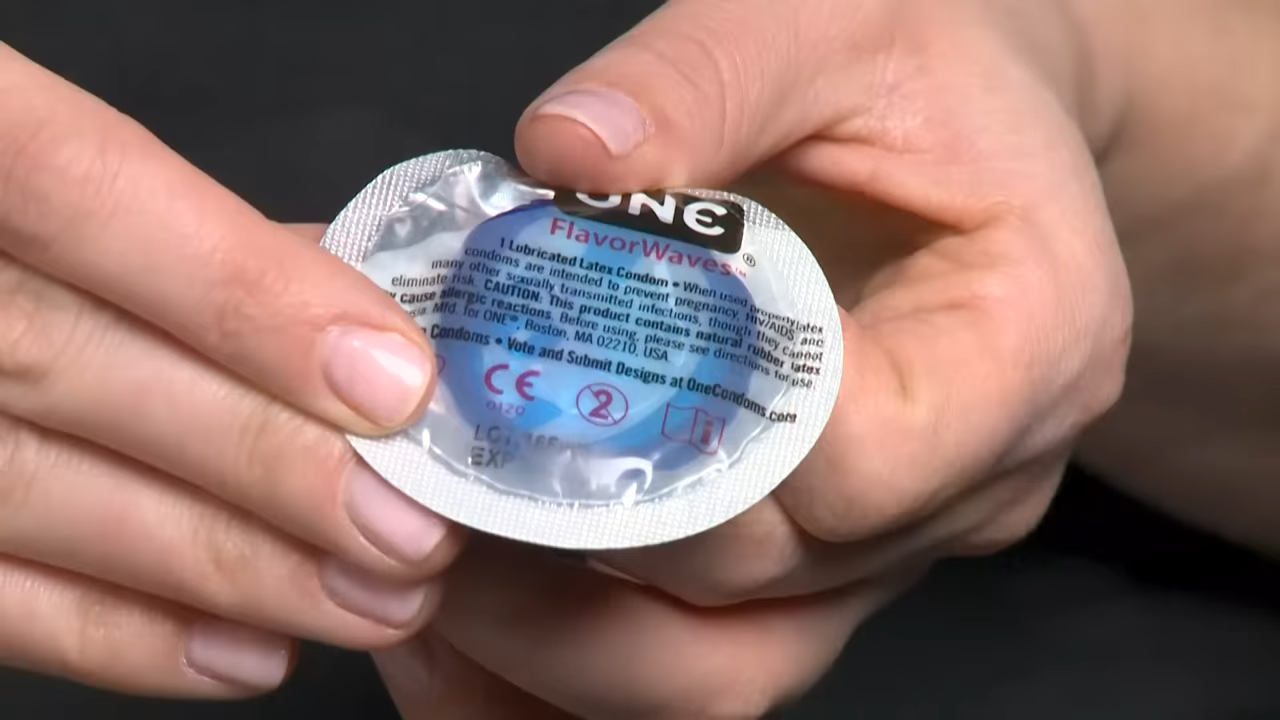 ONE®
FlavorWaves™
1 Lubricated Latex Condom • When used properly latex
condoms are intended to prevent pregnancy, HIV/AIDS and
many other sexually transmitted infections, though they cannot
eliminate risk. CAUTION: This product contains natural rubber latex
cause allergic reactions. Before using, please see directions for use.
Mfd. for ONE® Boston, MA 02210, USA
Condoms • Vote and Submit Designs at OneCondoms.com
CE 2
0120
LOT
EXP